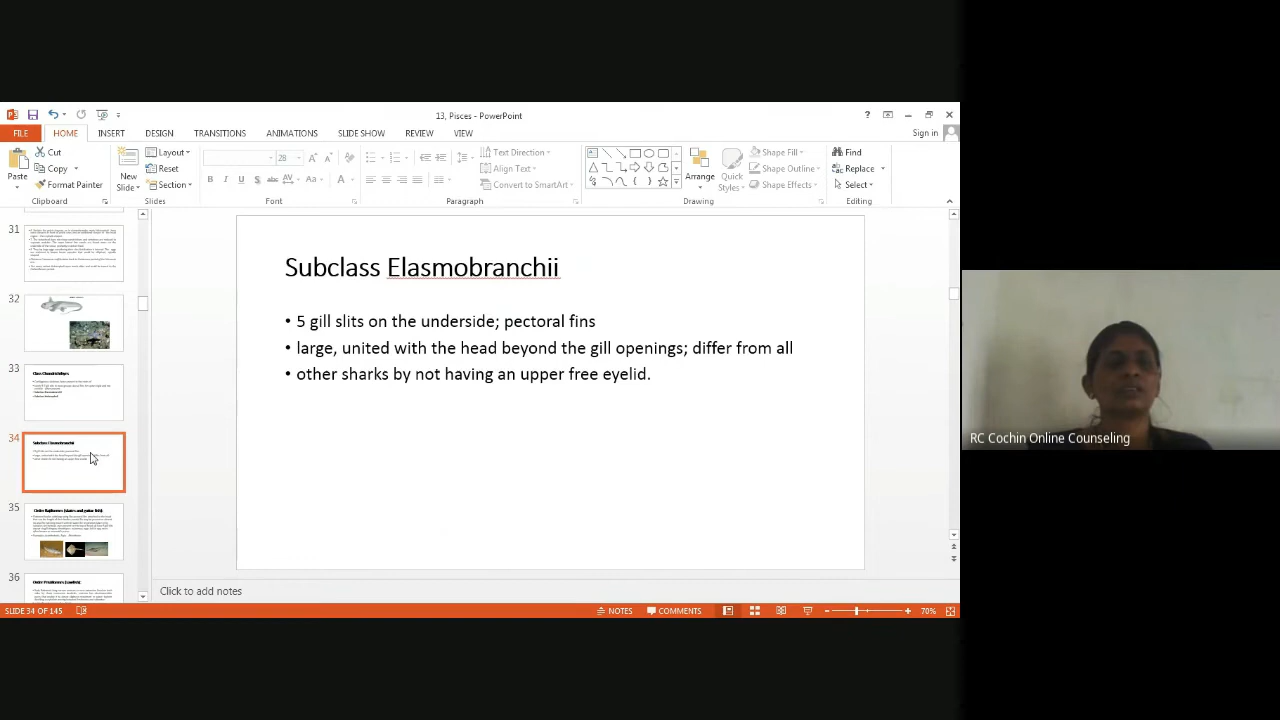 13, Pisces - PowerPoint
Sign in
FILE HOME INSERT DESIGN TRANSITIONS ANIMATIONS SLIDE SHOW REVIEW VIEW
Paste
Cut
Copy
Format Painter
Clipboard
New Slide
Layout
Reset
Section
Slides
28
Font
Text Direction
Align Text
Convert to SmartArt
Paragraph
Arrange
Quick Styles
Shape Fill
Shape Outline
Shape Effects
Drawing
Find
Replace
Select
Editing
31
32
33
34
35
36
Subclass Elasmobranchii
• 5 gill slits on the underside; pectoral fins
• large, united with the head beyond the gill openings; differ from all
• other sharks by not having an upper free eyelid.
Click to add notes
SLIDE 34 OF 145
NOTES
COMMENTS
70%
RC Cochin Online Counseling